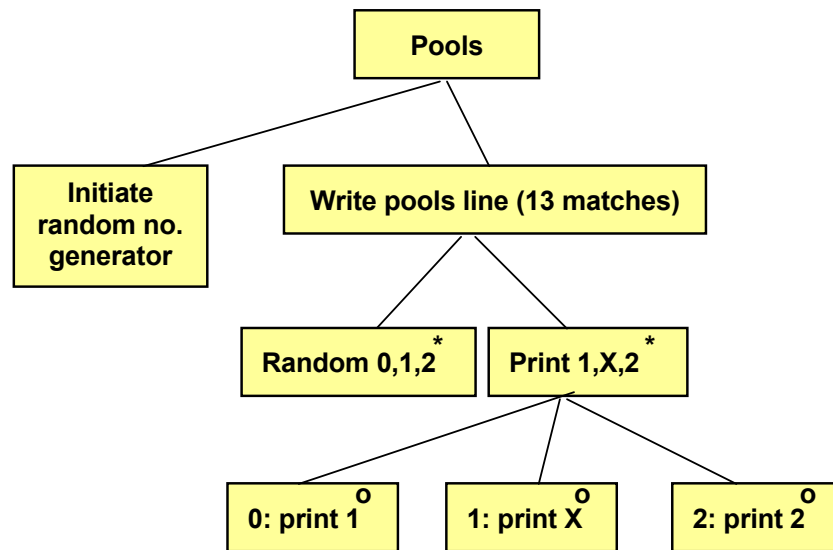 Pools
Initiate
random no.
generator
Write pools line (13 matches)
Random 0,1,2*
Print 1,X,2*
0: print 1o
1: print Xo
2: print 2o